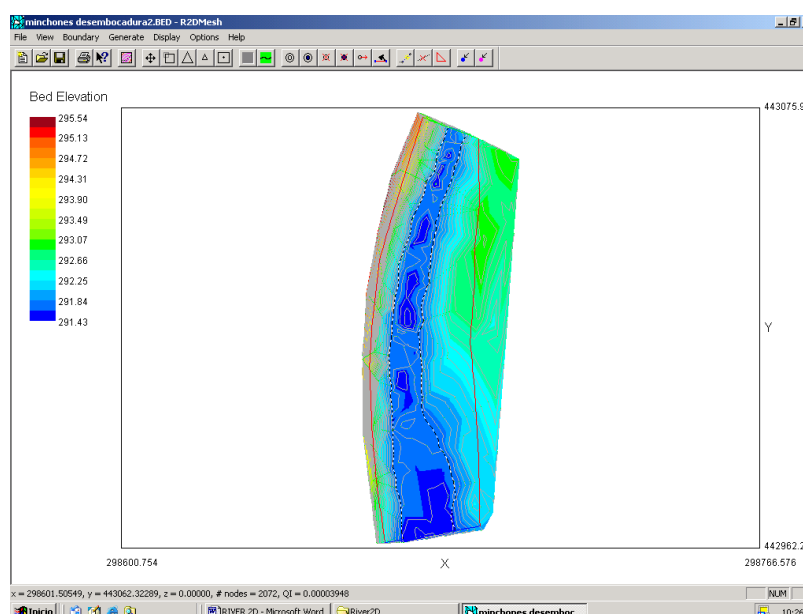 minchones desembocadura2.BED - R2DMesh
File View Boundary Generate Display Options Help
Bed Elevation
295.54
295.13
294.72
294.31
293.90
293.49
293.07
292.66
292.25
291.84
291.43
443075.9
Y
442962.2
298600.754
X
298766.576
x = 298601.50549, y = 443062.32289, z = 0.00000, # nodes = 2072, QI = 0.00003948
NUM
Inicio
RIVER 2D - Microsoft Word
River2D
minchones desemboc...
10:26